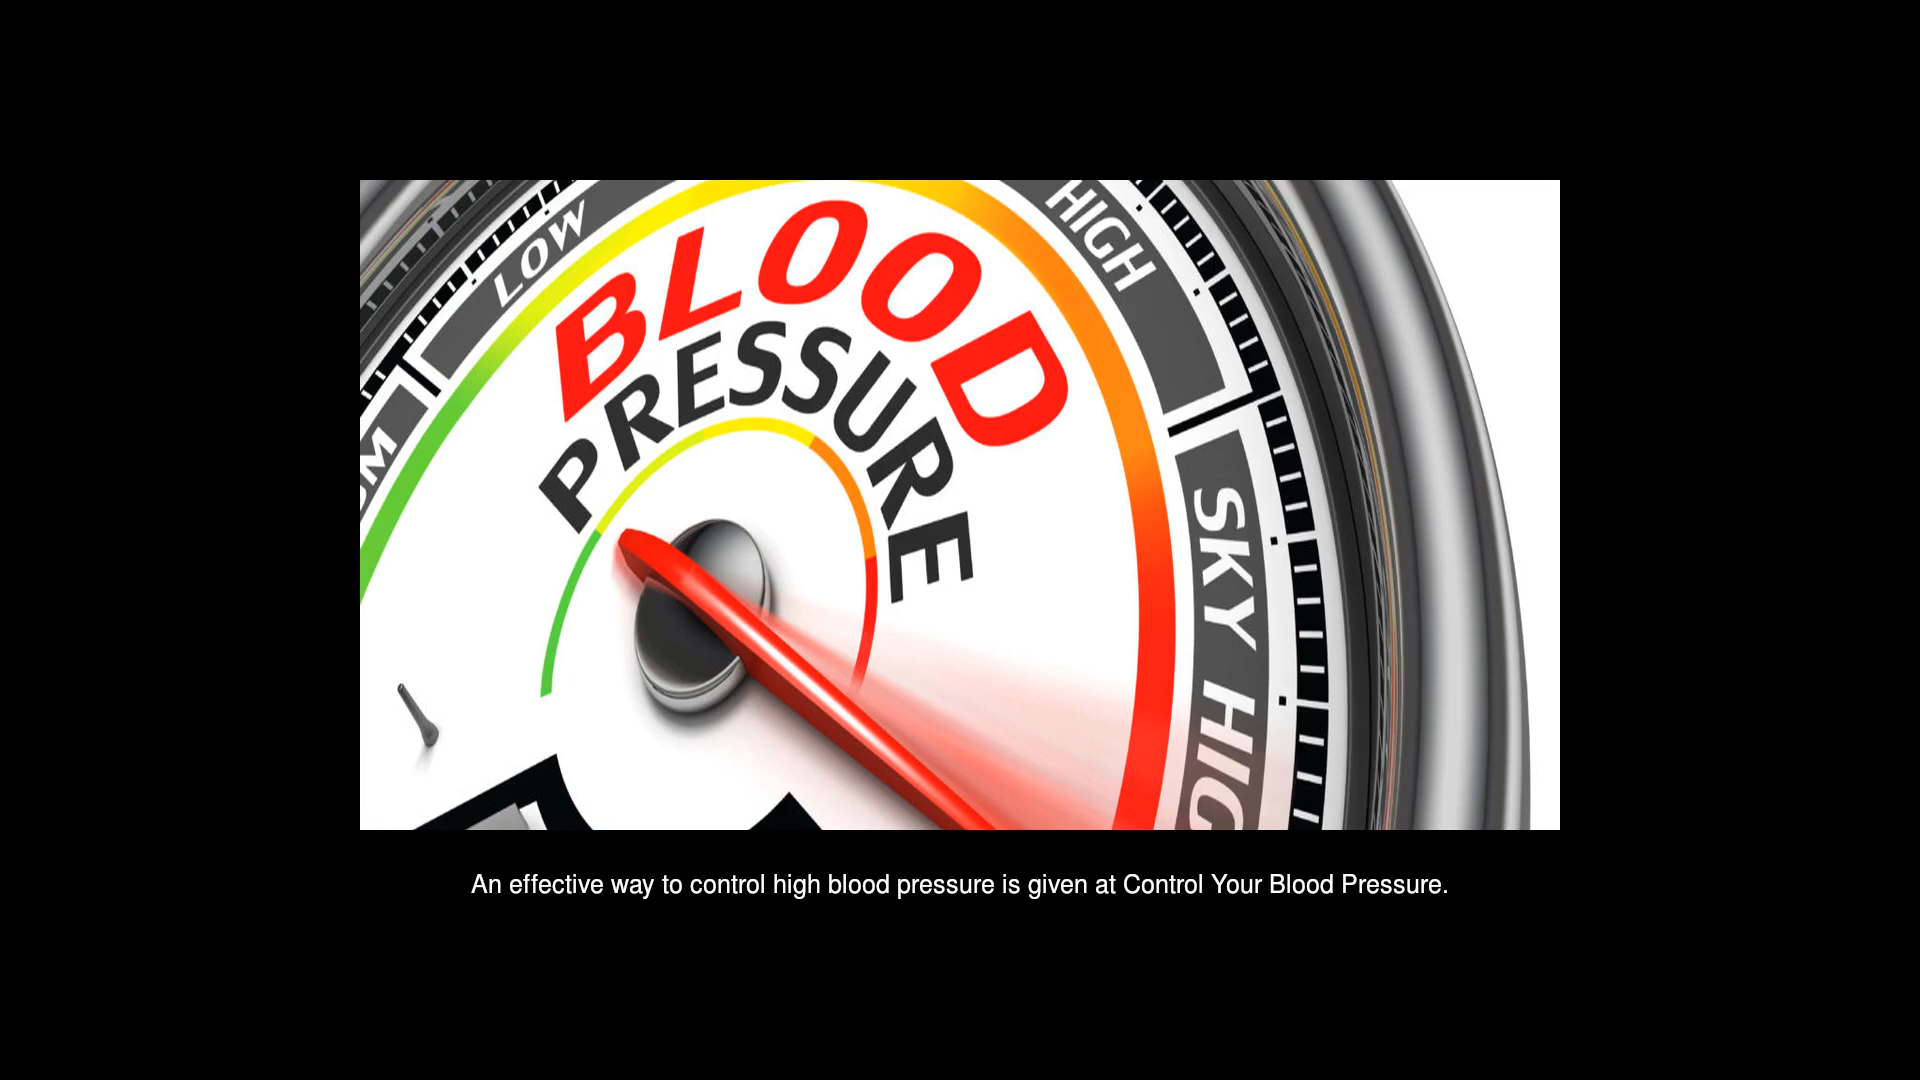 LOW
HIGH
BLOOD
PRESSURE
SKY HIG
An effective way to control high blood pressure is given at Control Your Blood Pressure.